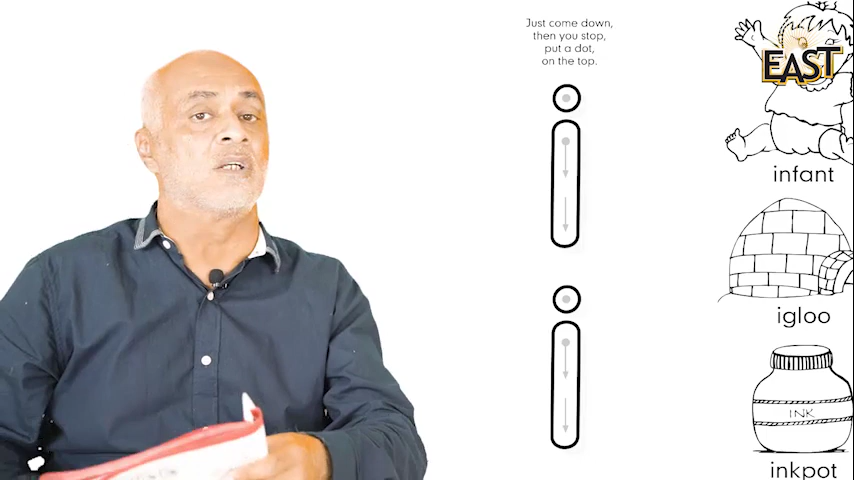 Just come down,
then you stop,
put a dot,
on the top.
EAST
i
i
infant
igloo
INK
inkpot